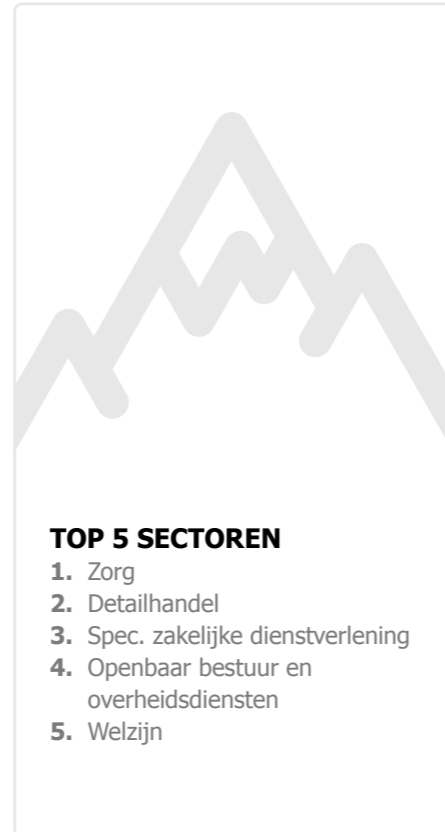 TOP 5 SECTOREN
1. Zorg
2. Detailhandel
3. Spec. zakelijke dienstverlening
4. Openbaar bestuur en
overheidsdiensten
5. Welzijn